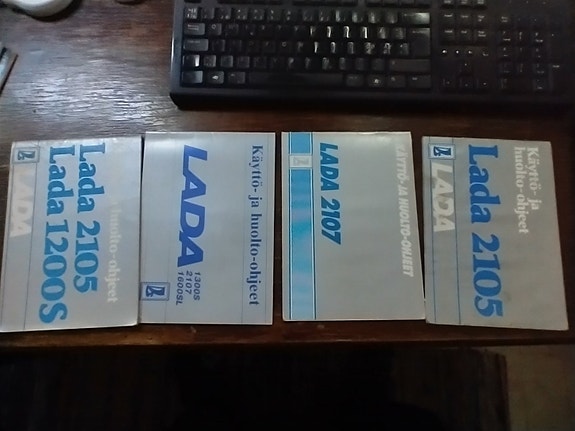 huolto-ohjeet
Lada 2105
Lada 1200S
LADA
Käyttö- ja huolto-ohjeet
LADA
1300S
2107
1600SL
KÄYTTÖ- JA HUOLTO-OHJEET
LADA 2107
Käyttö- ja
huolto-ohjeet
Lada 2105
LADA